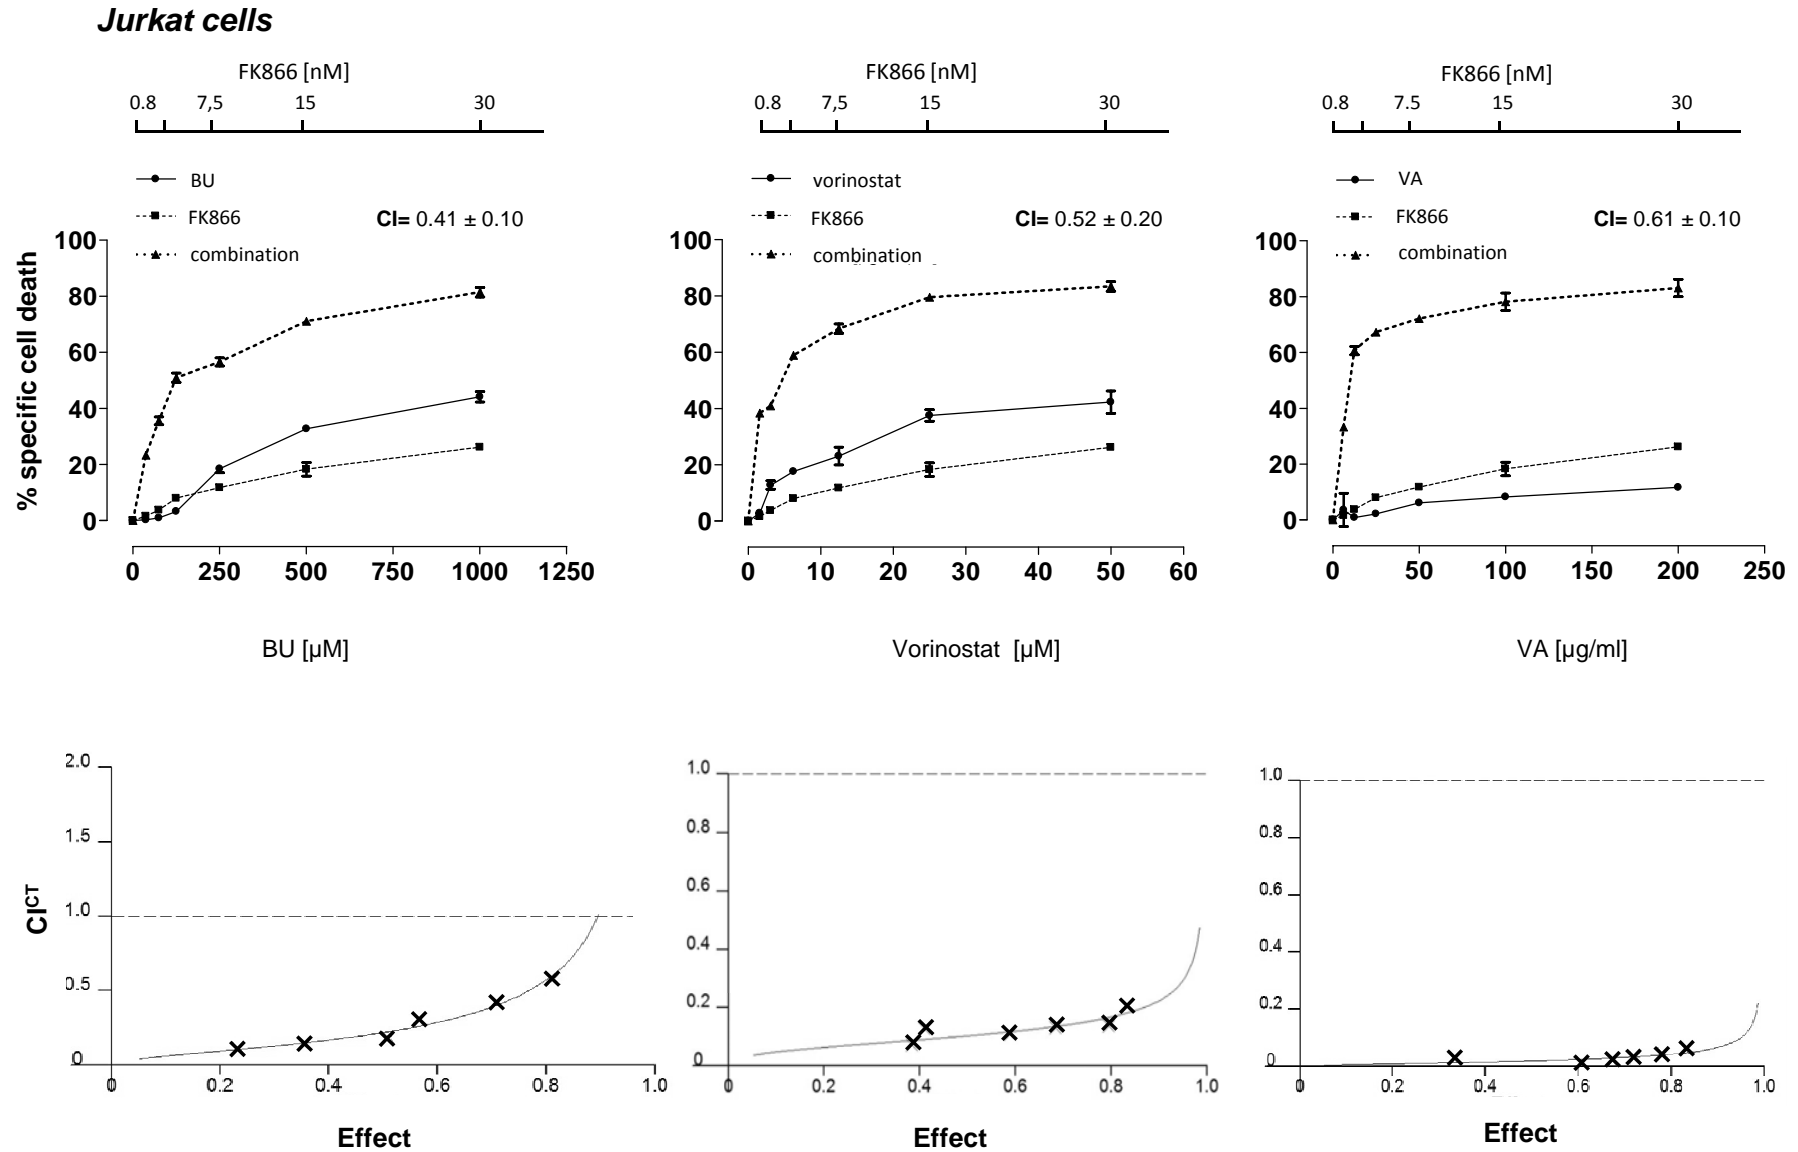 Jurkat cells
FK866 [nM]
0.8 7,5 15 30
BU
FK866
combination
CI= 0.41 ± 0.10
% specific cell death
100
80
60
40
20
0
0 250 500 750 1000 1250
BU [µM]
FK866 [nM]
0.8 7,5 15 30
vorinostat
FK866
combination
CI= 0.52 ± 0.20
100
80
60
40
20
0
0 10 20 30 40 50 60
Vorinostat [µM]
FK866 [nM]
0.8 7.5 15 30
VA
FK866
combination
CI= 0.61 ± 0.10
100
80
60
40
20
0
0 50 100 150 200 250
VA [µg/ml]
CI^CT
2.0
1.5
1.0
0.5
0
0 0.2 0.4 0.6 0.8 1.0
Effect
1.0
0.8
0.6
0.4
0.2
0
0 0.2 0.4 0.6 0.8 1.0
Effect
1.0
0.8
0.6
0.4
0.2
0
0 0.2 0.4 0.6 0.8 1.0
Effect